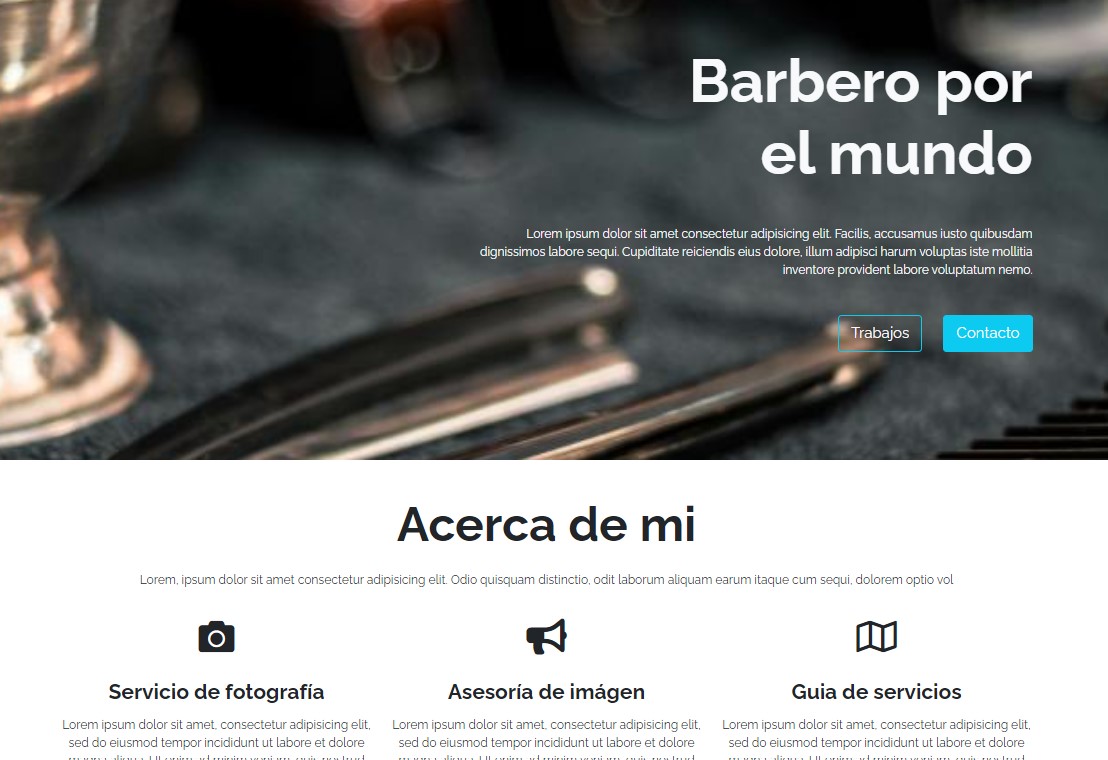 Barbero por
el mundo
Lorem ipsum dolor sit amet consectetur adipisicing elit. Facilis, accusamus iusto quibusdam
dignissimos labore sequi. Cupiditate reiciendis eius dolore, illum adipisci harum voluptas iste mollitia
inventore provident labore voluptatum nemo.
Trabajos
Contacto
Acerca de mi
Lorem, ipsum dolor sit amet consectetur adipisicing elit. Odio quisquam distinctio, odit laborum aliquam earum itaque cum sequi, dolorem optio vol
Servicio de fotografía
Lorem ipsum dolor sit amet, consectetur adipisicing elit,
sed do eiusmod tempor incididunt ut labore et dolore
Asesoría de imágen
Lorem ipsum dolor sit amet, consectetur adipisicing elit,
sed do eiusmod tempor incididunt ut labore et dolore
Guia de servicios
Lorem ipsum dolor sit amet, consectetur adipisicing elit,
sed do eiusmod tempor incididunt ut labore et dolore